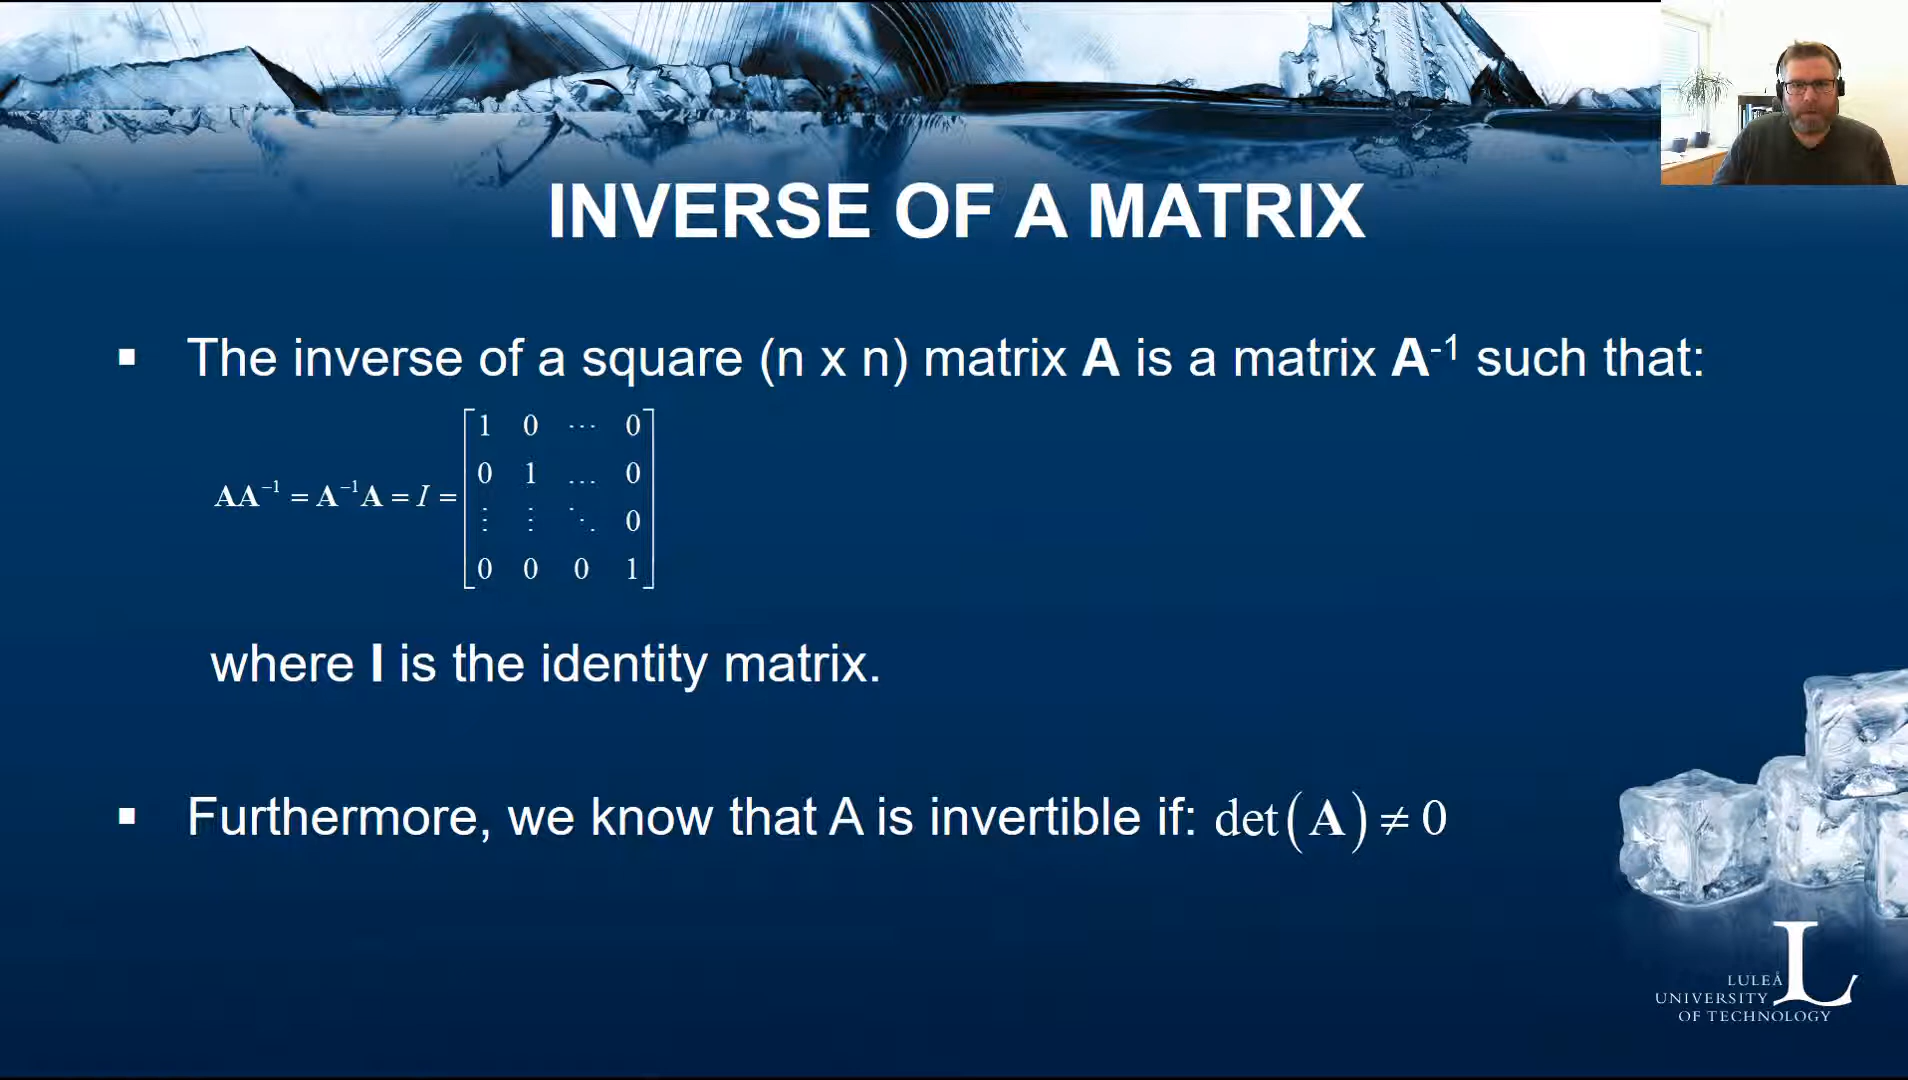 INVERSE OF A MATRIX
▪ The inverse of a square (n x n) matrix A is a matrix A⁻¹ such that:
AA⁻¹ = A⁻¹A = I = [1 0 ⋯ 0
0 1 … 0
⋮ ⋮ ⋱ 0
0 0 0 1]
where I is the identity matrix.
▪ Furthermore, we know that A is invertible if: det(A) ≠ 0
L
LULEÅ
UNIVERSITY
OF TECHNOLOGY